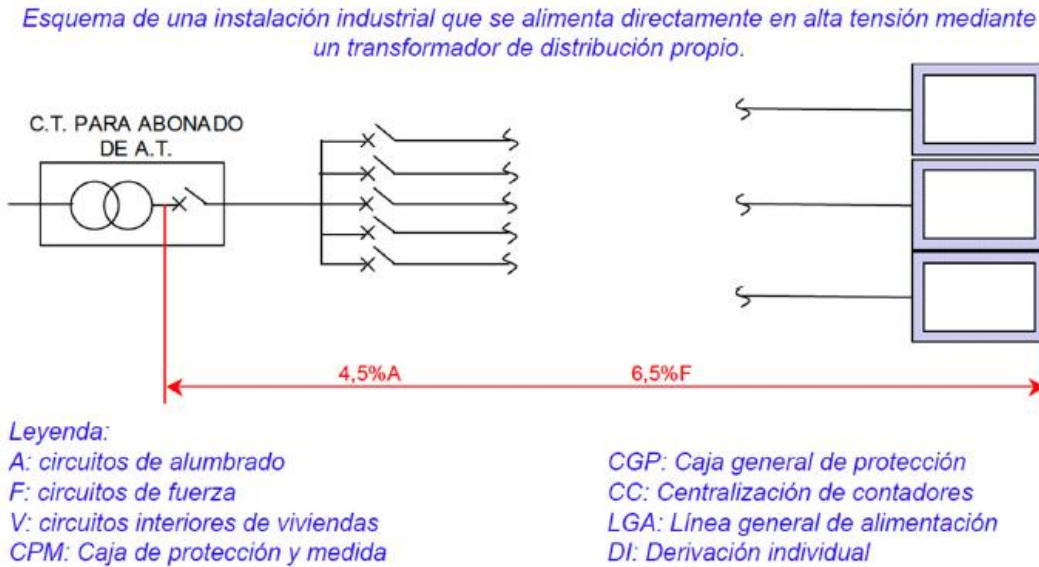 Esquema de una instalación industrial que se alimenta directamente en alta tensión mediante
un transformador de distribución propio.
C.T. PARA ABONADO
DE A.T.
4,5%A
6,5%F
Leyenda:
A: circuitos de alumbrado
F: circuitos de fuerza
V: circuitos interiores de viviendas
CPM: Caja de protección y medida
CGP: Caja general de protección
CC: Centralización de contadores
LGA: Línea general de alimentación
DI: Derivación individual